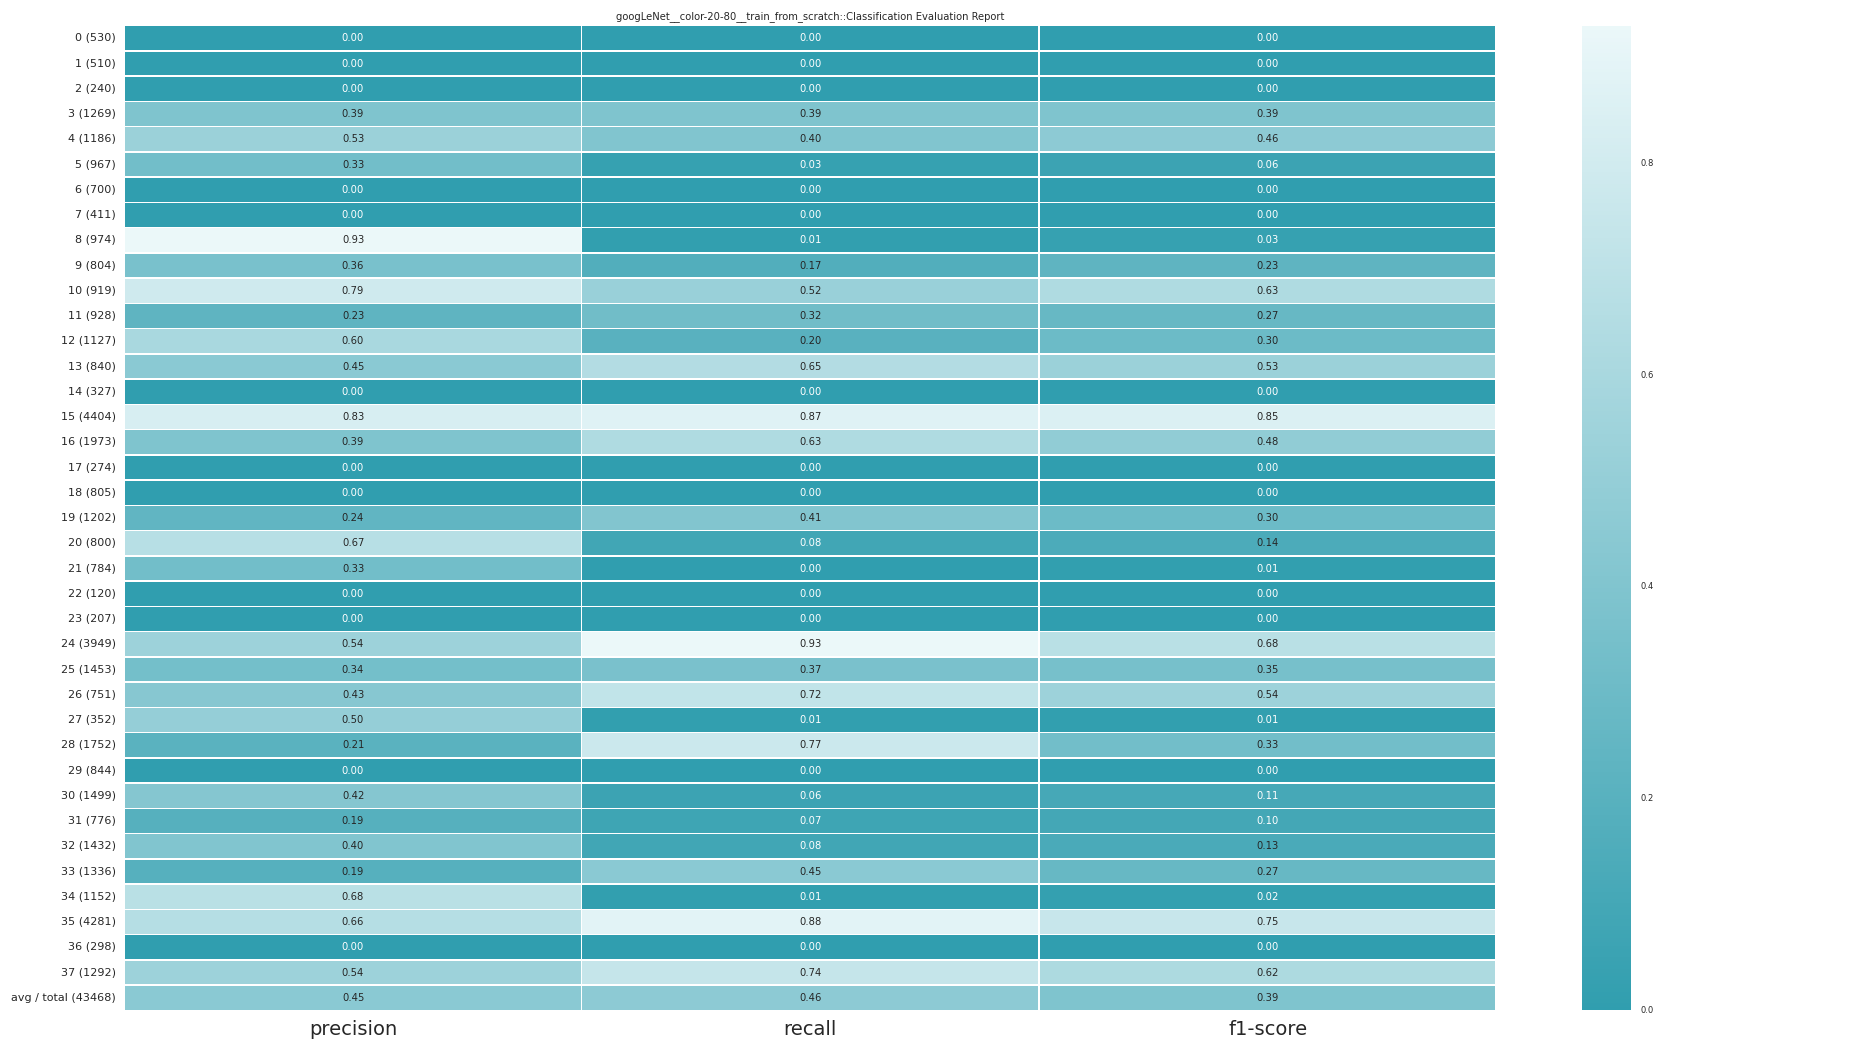 googLeNet__color-20-80__train_from_scratch::Classification Evaluation Report
0 (530) 0.00 0.00 0.00
1 (510) 0.00 0.00 0.00
2 (240) 0.00 0.00 0.00
3 (1269) 0.39 0.39 0.39
4 (1186) 0.53 0.40 0.46
5 (967) 0.33 0.03 0.06
6 (700) 0.00 0.00 0.00
7 (411) 0.00 0.00 0.00
8 (974) 0.93 0.01 0.03
9 (804) 0.36 0.17 0.23
10 (919) 0.79 0.52 0.63
11 (928) 0.23 0.32 0.27
12 (1127) 0.60 0.20 0.30
13 (840) 0.45 0.65 0.53
14 (327) 0.00 0.00 0.00
15 (4404) 0.83 0.87 0.85
16 (1973) 0.39 0.63 0.48
17 (274) 0.00 0.00 0.00
18 (805) 0.00 0.00 0.00
19 (1202) 0.24 0.41 0.30
20 (800) 0.67 0.08 0.14
21 (784) 0.33 0.00 0.01
22 (120) 0.00 0.00 0.00
23 (207) 0.00 0.00 0.00
24 (3949) 0.54 0.93 0.68
25 (1453) 0.34 0.37 0.35
26 (751) 0.43 0.72 0.54
27 (352) 0.50 0.01 0.01
28 (1752) 0.21 0.77 0.33
29 (844) 0.00 0.00 0.00
30 (1499) 0.42 0.06 0.11
31 (776) 0.19 0.07 0.10
32 (1432) 0.40 0.08 0.13
33 (1336) 0.19 0.45 0.27
34 (1152) 0.68 0.01 0.02
35 (4281) 0.66 0.88 0.75
36 (298) 0.00 0.00 0.00
37 (1292) 0.54 0.74 0.62
avg / total (43468) 0.45 0.46 0.39
precision recall f1-score
0.8
0.6
0.4
0.2
0.0